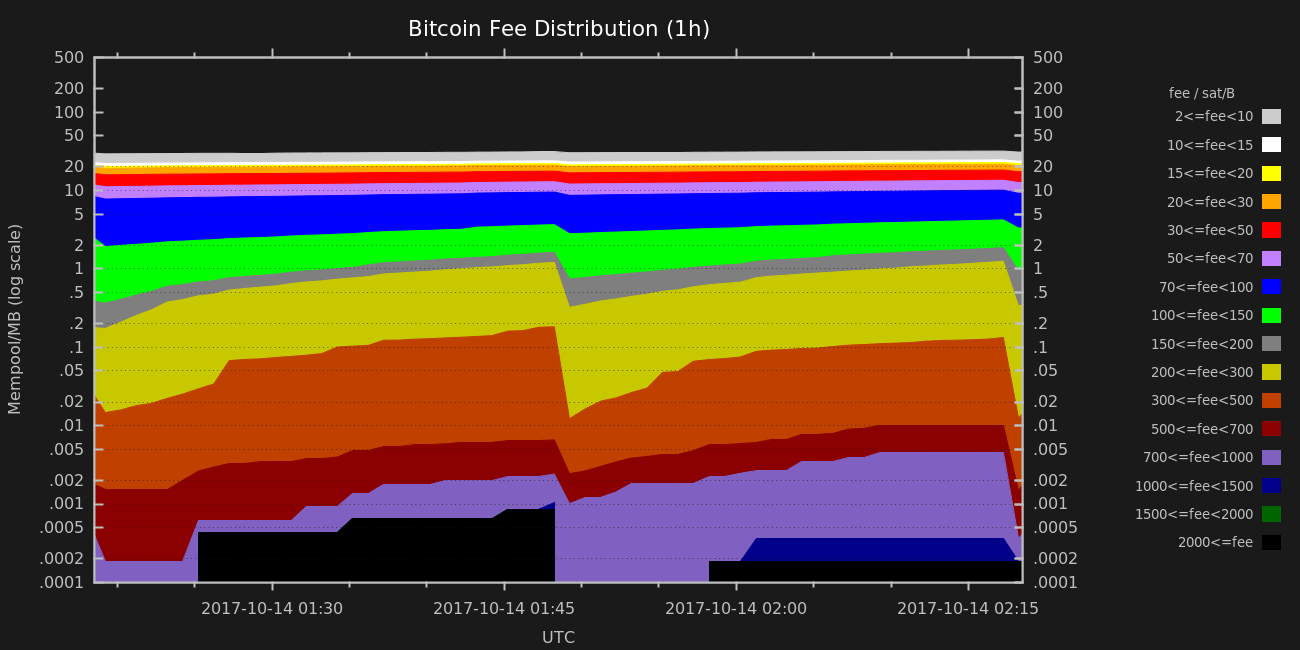 Bitcoin Fee Distribution (1h)
500
200
100
50
20
10
5
2
1
.5
.2
.1
.05
.02
.01
.005
.002
.001
.0005
.0002
.0001
Mempool/MB (log scale)
500
200
100
50
20
10
5
2
1
.5
.2
.1
.05
.02
.01
.005
.002
.001
.0005
.0002
.0001
2017-10-14 01:30
2017-10-14 01:45
2017-10-14 02:00
2017-10-14 02:15
UTC
fee / sat/B
2<=fee<10
10<=fee<15
15<=fee<20
20<=fee<30
30<=fee<50
50<=fee<70
70<=fee<100
100<=fee<150
150<=fee<200
200<=fee<300
300<=fee<500
500<=fee<700
700<=fee<1000
1000<=fee<1500
1500<=fee<2000
2000<=fee